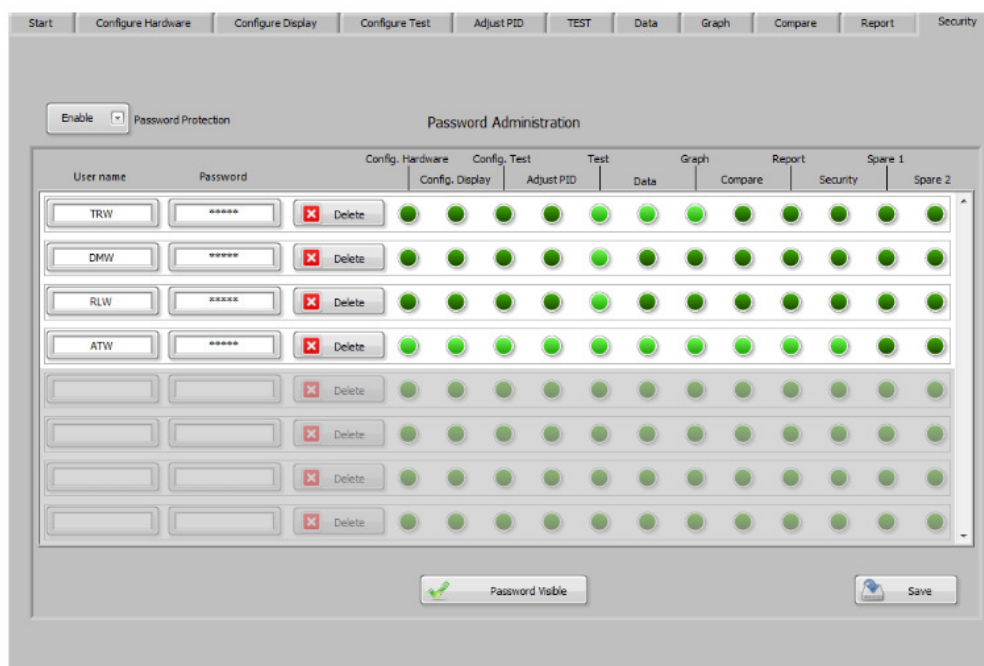 Start Configure Hardware Configure Display Configure Test Adjust PID TEST Data Graph Compare Report Security
Enable Password Protection
Password Administration
Config. Hardware Config. Test Test Graph Report Spare 1
User name Password Config. Display Adjust PID Data Compare Security Spare 2
TRW ***** Delete
DMW ***** Delete
RLW ***** Delete
ATW ***** Delete
Delete
Delete
Delete
Delete
Password Visible Save